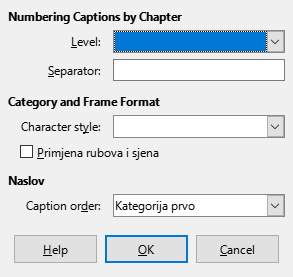 Numbering Captions by Chapter
Level:
Separator:
Category and Frame Format
Character style:
Primjena rubova i sjena
Naslov
Caption order: Kategorija prvo
Help OK Cancel